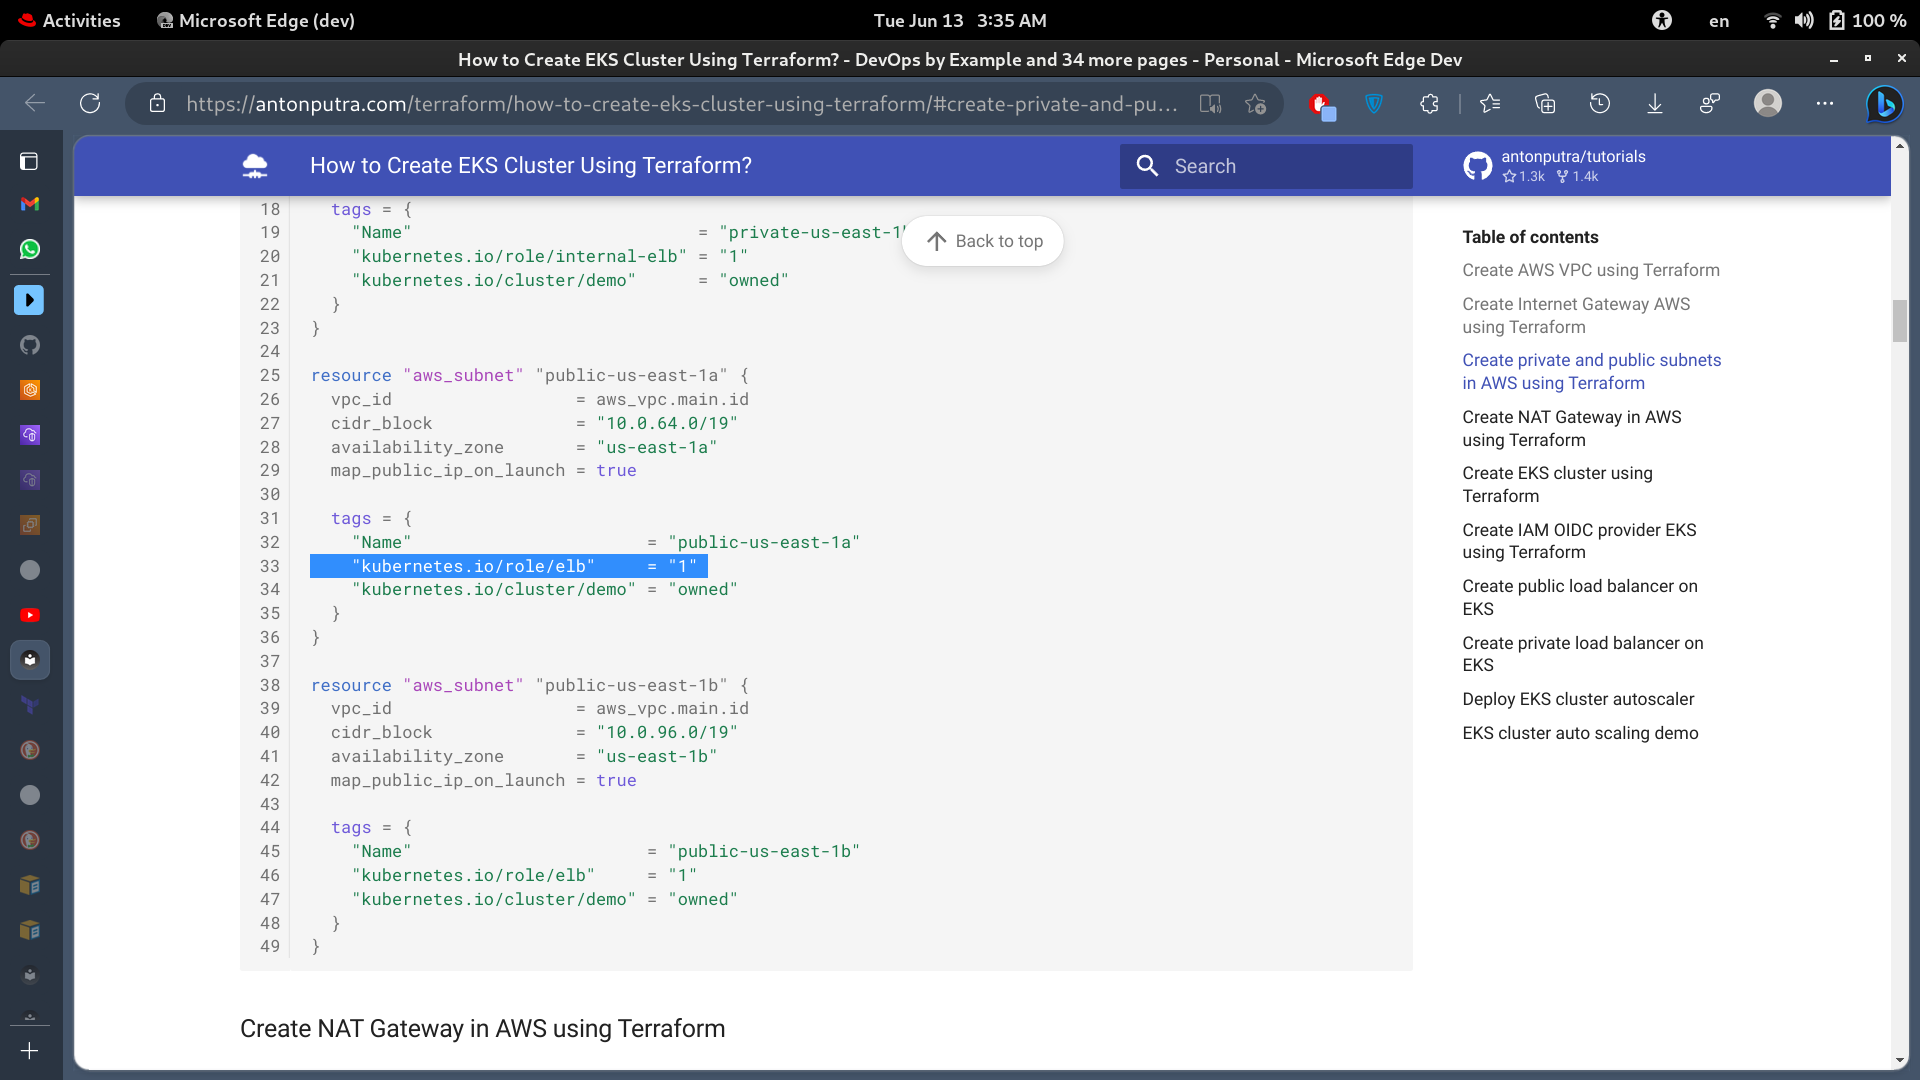 Activities
Microsoft Edge (dev)
Tue Jun 13 3:35 AM
en
100 %
How to Create EKS Cluster Using Terraform? - DevOps by Example and 34 more pages - Personal - Microsoft Edge Dev
https://antonputra.com/terraform/how-to-create-eks-cluster-using-terraform/#create-private-and-pu...
How to Create EKS Cluster Using Terraform?
Search
antonputra/tutorials
1.3k 1.4k
Back to top
18 tags = {
19 "Name" = "private-us-east-1
20 "kubernetes.io/role/internal-elb" = "1"
21 "kubernetes.io/cluster/demo" = "owned"
22 }
23 }
24
25 resource "aws_subnet" "public-us-east-1a" {
26 vpc_id = aws_vpc.main.id
27 cidr_block = "10.0.64.0/19"
28 availability_zone = "us-east-1a"
29 map_public_ip_on_launch = true
30
31 tags = {
32 "Name" = "public-us-east-1a"
33 "kubernetes.io/role/elb" = "1"
34 "kubernetes.io/cluster/demo" = "owned"
35 }
36 }
37
38 resource "aws_subnet" "public-us-east-1b" {
39 vpc_id = aws_vpc.main.id
40 cidr_block = "10.0.96.0/19"
41 availability_zone = "us-east-1b"
42 map_public_ip_on_launch = true
43
44 tags = {
45 "Name" = "public-us-east-1b"
46 "kubernetes.io/role/elb" = "1"
47 "kubernetes.io/cluster/demo" = "owned"
48 }
49 }
Create NAT Gateway in AWS using Terraform
Table of contents
Create AWS VPC using Terraform
Create Internet Gateway AWS
using Terraform
Create private and public subnets
in AWS using Terraform
Create NAT Gateway in AWS
using Terraform
Create EKS cluster using
Terraform
Create IAM OIDC provider EKS
using Terraform
Create public load balancer on
EKS
Create private load balancer on
EKS
Deploy EKS cluster autoscaler
EKS cluster auto scaling demo